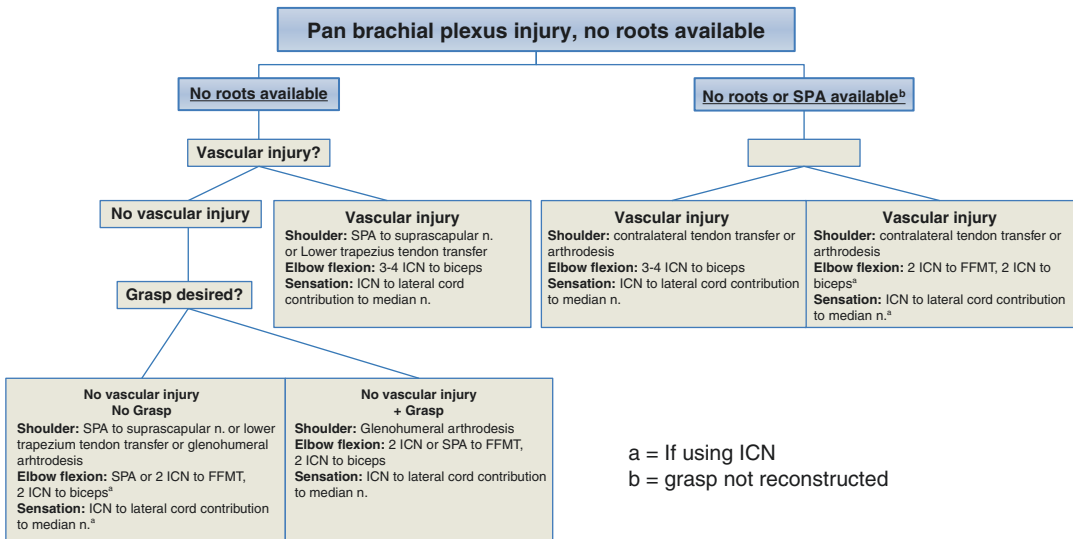 Pan brachial plexus injury, no roots available
No roots available
No roots or SPA availableᵇ
Vascular injury?
No vascular injury
Vascular injury
Shoulder: SPA to suprascapular n.
or Lower trapezius tendon transfer
Elbow flexion: 3-4 ICN to biceps
Sensation: ICN to lateral cord
contribution to median n.
Vascular injury
Shoulder: contralateral tendon transfer or
arthrodesis
Elbow flexion: 3-4 ICN to biceps
Sensation: ICN to lateral cord contribution
to median n.
Vascular injury
Shoulder: contralateral tendon transfer or
arthrodesis
Elbow flexion: 2 ICN to FFMT, 2 ICN to
bicepsᵃ
Sensation: ICN to lateral cord contribution
to median n.ᵃ
Grasp desired?
No vascular injury
No Grasp
Shoulder: SPA to suprascapular n. or lower
trapezium tendon transfer or glenohumeral
arhtrodesis
Elbow flexion: SPA or 2 ICN to FFMT,
2 ICN to bicepsᵃ
Sensation: ICN to lateral cord contribution
to median n.ᵃ
No vascular injury
+ Grasp
Shoulder: Glenohumeral arthrodesis
Elbow flexion: 2 ICN or SPA to FFMT,
2 ICN to biceps
Sensation: ICN to lateral cord contribution
to median n.
a = If using ICN
b = grasp not reconstructed